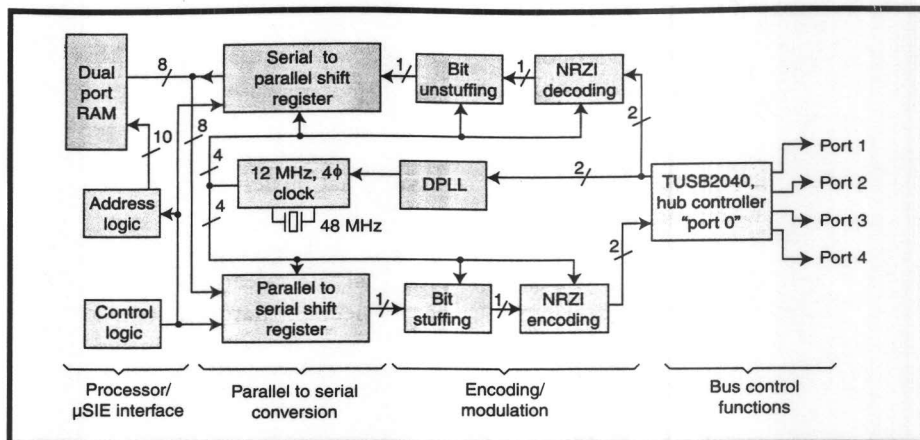 Dual
port
RAM
8
Serial to
parallel shift
register
1
Bit
unstuffing
1
NRZI
decoding
2
10
8
4
12 MHz, 4ϕ
clock
DPLL
2
TUSB2040,
hub controller
"port 0"
Port 1
Port 2
Port 3
Port 4
Address
logic
4
48 MHz
2
Control
logic
Parallel to
serial shift
register
1
Bit
stuffing
1
NRZI
encoding
Processor/
µSIE interface
Parallel to serial
conversion
Encoding/
modulation
Bus control
functions